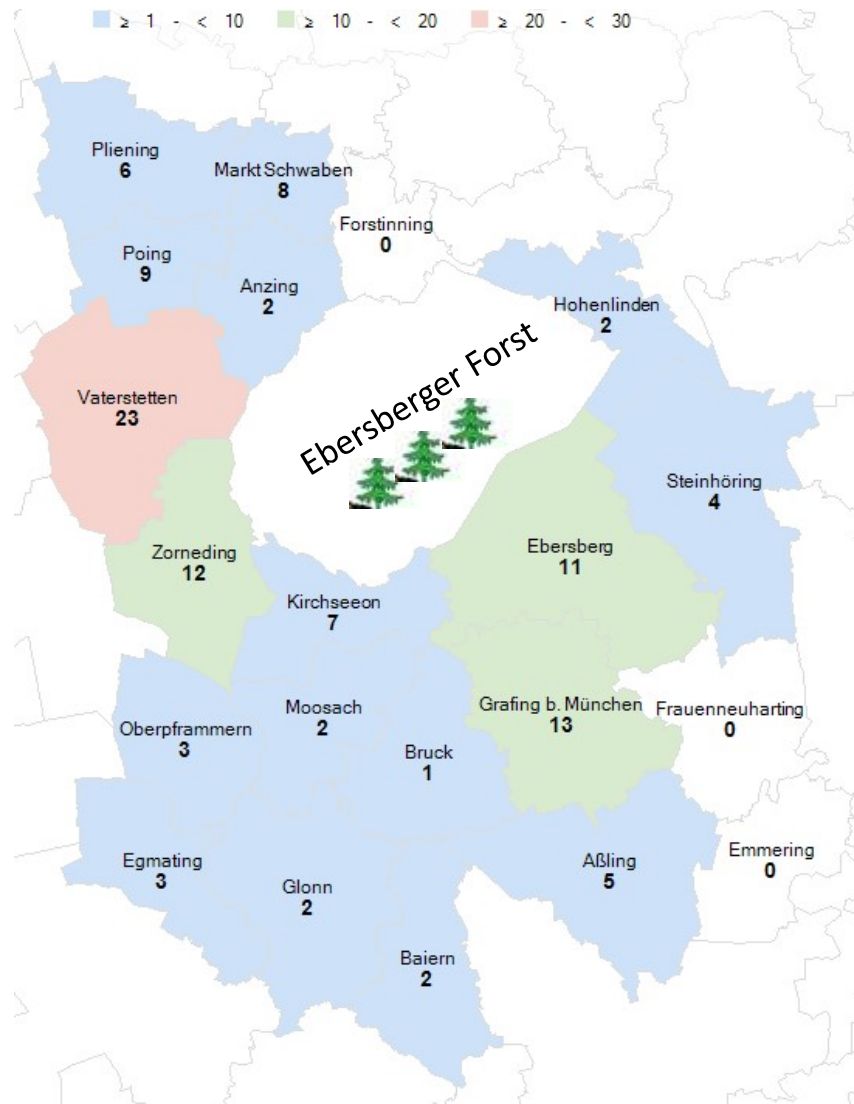 ≥ 1 - < 10 ≥ 10 - < 20 ≥ 20 - < 30
Pliening
6
Markt Schwaben
8
Forstinning
0
Poing
9
Anzing
2
Hohenlinden
2
Ebersberger Forst
Vaterstetten
23
Steinhöring
4
Zorneding
12
Ebersberg
11
Kirchseeon
7
Moosach
2
Grafing b. München
13
Frauenneuharting
0
Oberpframmern
3
Bruck
1
Egmating
3
Glonn
2
Aßling
5
Emmering
0
Baiern
2